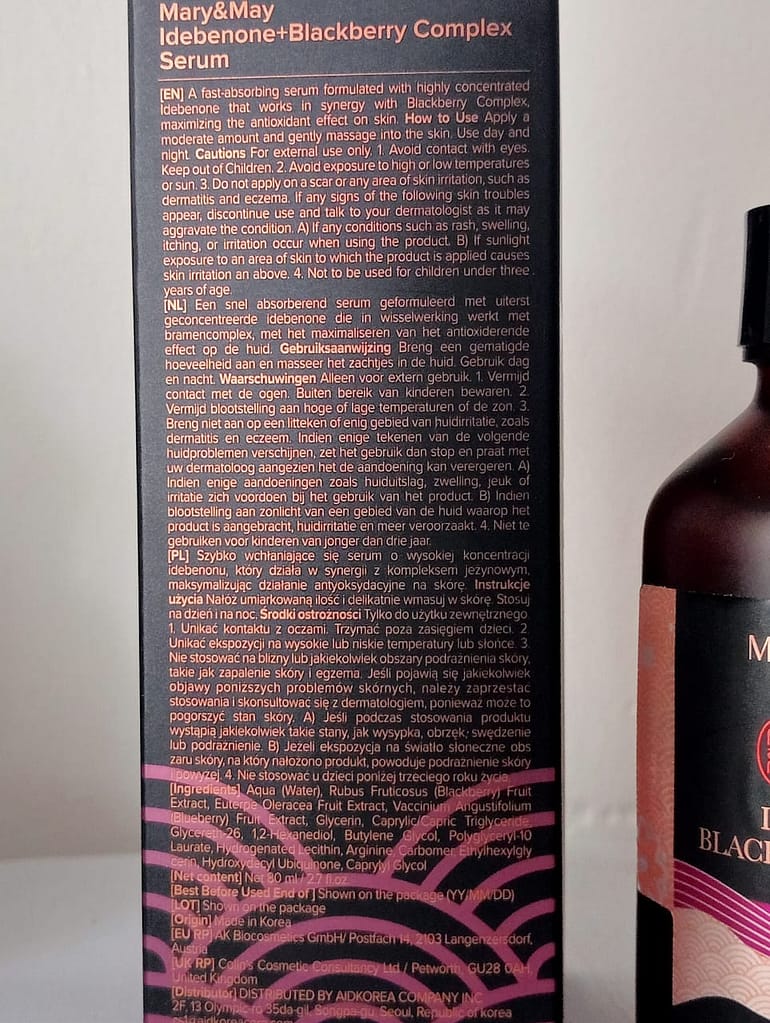 Mary&May
Idebenone+Blackberry Complex
Serum
[EN] A fast-absorbing serum formulated with highly concentrated
Idebenone that works in synergy with Blackberry Complex,
maximizing the antioxidant effect on skin. How to Use Apply a
moderate amount and gently massage into the skin. Use day and
night. Cautions For external use only. 1. Avoid contact with eyes.
Keep out of Children. 2. Avoid exposure to high or low temperatures
or sun. 3. Do not apply on a scar or any area of skin irritation, such as
dermatitis and eczema. If any signs of the following skin troubles
appear, discontinue use and talk to your dermatologist as it may
aggravate the condition. A) If any conditions such as rash, swelling,
itching, or irritation occur when using the product. B) If sunlight
exposure to an area of skin to which the product is applied causes
skin irritation an above. 4. Not to be used for children under three
years of age.
[NL] Een snel absorberend serum geformuleerd met uiterst
geconcentreerde idebenone die in wisselwerking werkt met
bramencomplex, met het maximaliseren van het antioxiderende
effect op de huid. Gebruiksaanwijzing Breng een gematigde
hoeveelheid aan en masseer het zachtjes in de huid. Gebruik dag
en nacht. Waarschuwingen Alleen voor extern gebruik. 1. Vermijd
contact met de ogen. Buiten bereik van kinderen bewaren. 2.
Vermijd blootstelling aan hoge of lage temperaturen of de zon. 3.
Breng niet aan op een litteken of enig gebied van huidirritatie, zoals
dermatitis en eczeem. Indien enige tekenen van de volgende
huidproblemen verschijnen, zet het gebruik dan stop en praat met
uw dermatoloog aangezien het de aandoening kan verergeren. A)
Indien enige aandoeningen zoals huiduitslag, zwelling, jeuk of
irritatie zich voordoen bij het gebruik van het product. B) Indien
blootstelling aan zonlicht van een gebied van de huid waarop het
product is aangebracht, huidirritatie en meer veroorzaakt. 4. Niet te
gebruiken voor kinderen van jonger dan drie jaar.
[PL] Szybko wchłaniające się serum o wysokiej koncentracji
idebenonu, który działa w synergii z kompleksem jeżynowym,
maksymalizując działanie antyoksydacyjne na skórę. Instrukcje
użycia Nałóż umiarkowaną ilość i delikatnie wmasuj w skórę. Stosuj
na dzień i na noc. Środki ostrożności Tylko do użytku zewnętrznego.
1. Unikać kontaktu z oczami. Trzymać poza zasięgiem dzieci. 2.
Unikać ekspozycji na wysokie lub niskie temperatury lub słońce. 3.
Nie stosować na blizny lub jakiekolwiek obszary podrażnienia skóry,
takie jak zapalenie skóry i egzema. Jeśli pojawią się jakiekolwiek
objawy poniższych problemów skórnych, należy zaprzestać
stosowania i skonsultować się z dermatologiem, ponieważ może to
pogorszyć stan skóry. A) Jeśli podczas stosowania produktu
wystąpią jakiekolwiek takie stany, jak wysypka, obrzęk, swędzenie
lub podrażnienie. B) Jeżeli ekspozycja na światło słoneczne obs
zaru skóry, na który nałożono produkt, powoduje podrażnienie skóry
i powyżej. 4. Nie stosować u dzieci poniżej trzeciego roku życia.
[Ingredients] Aqua (Water), Rubus Fruticosus (Blackberry) Fruit
Extract, Euterpe Oleracea Fruit Extract, Vaccinium Angustifolium
(Blueberry) Fruit Extract, Glycerin, Caprylic/Capric Triglyceride,
Glycereth-26, 1,2-Hexanediol, Butylene Glycol, Polyglyceryl-10
Laurate, Hydrogenated Lecithin, Arginine, Carbomer, Ethylhexylgly
cerin, Hydroxydecyl Ubiquinone, Caprylyl Glycol
[Net content] Net 80 ml / 2.7 fl.oz
[Best Before Used End of] Shown on the package (YY/MM/DD)
[LOT] Shown on the package
[Origin] Made in Korea
[EU RP] AK Biocosmetics GmbH/ Postfach 14, 2103 Langenzersdorf,
Austria
[UK RP] Colin's Cosmetic Consultancy Ltd / Petworth, GU28 0AH,
United Kingdom
[Distributor] DISTRIBUTED BY AIDKOREA COMPANY INC
2F, 13 Olympic-ro 35da-gil, Songpa-gu, Seoul, Republic of korea
M
BLACK